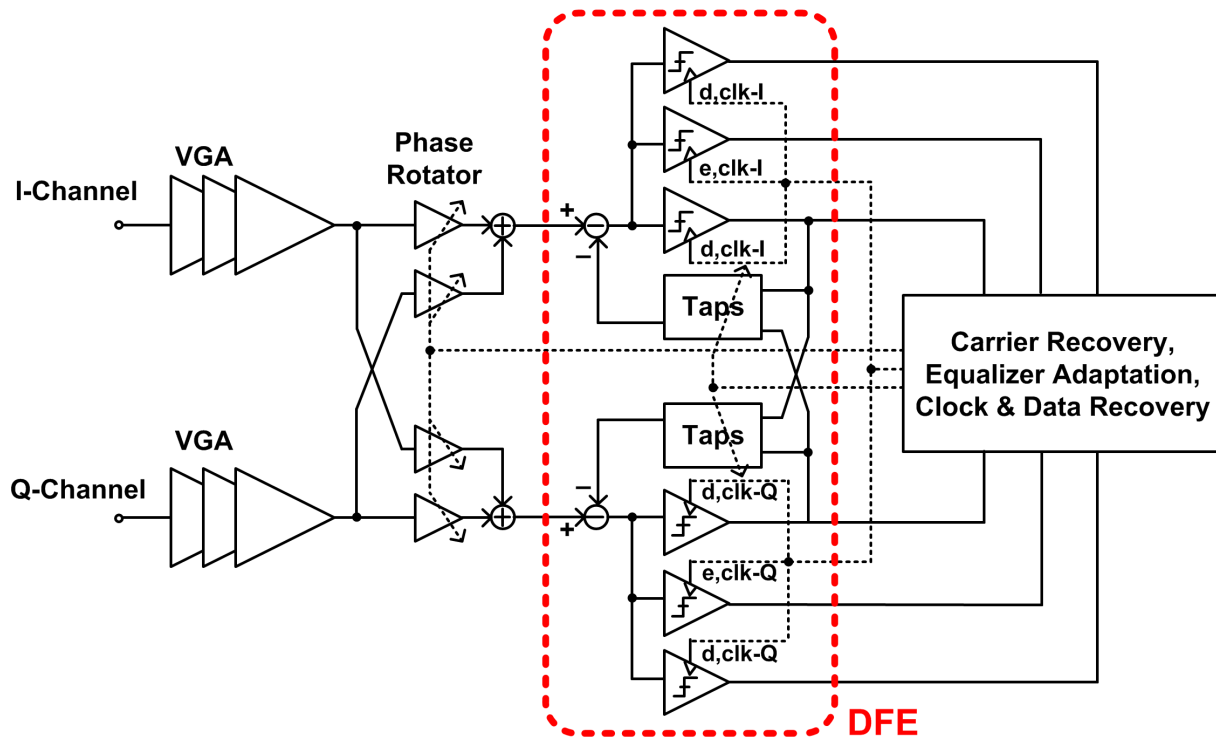 d,clk-I
Phase
Rotator
VGA
e,clk-I
I-Channel
+
−
d,clk-I
−
Taps
Carrier Recovery,
Equalizer Adaptation,
Clock & Data Recovery
Taps
VGA
Q-Channel
−
d,clk-Q
+
−
e,clk-Q
d,clk-Q
DFE